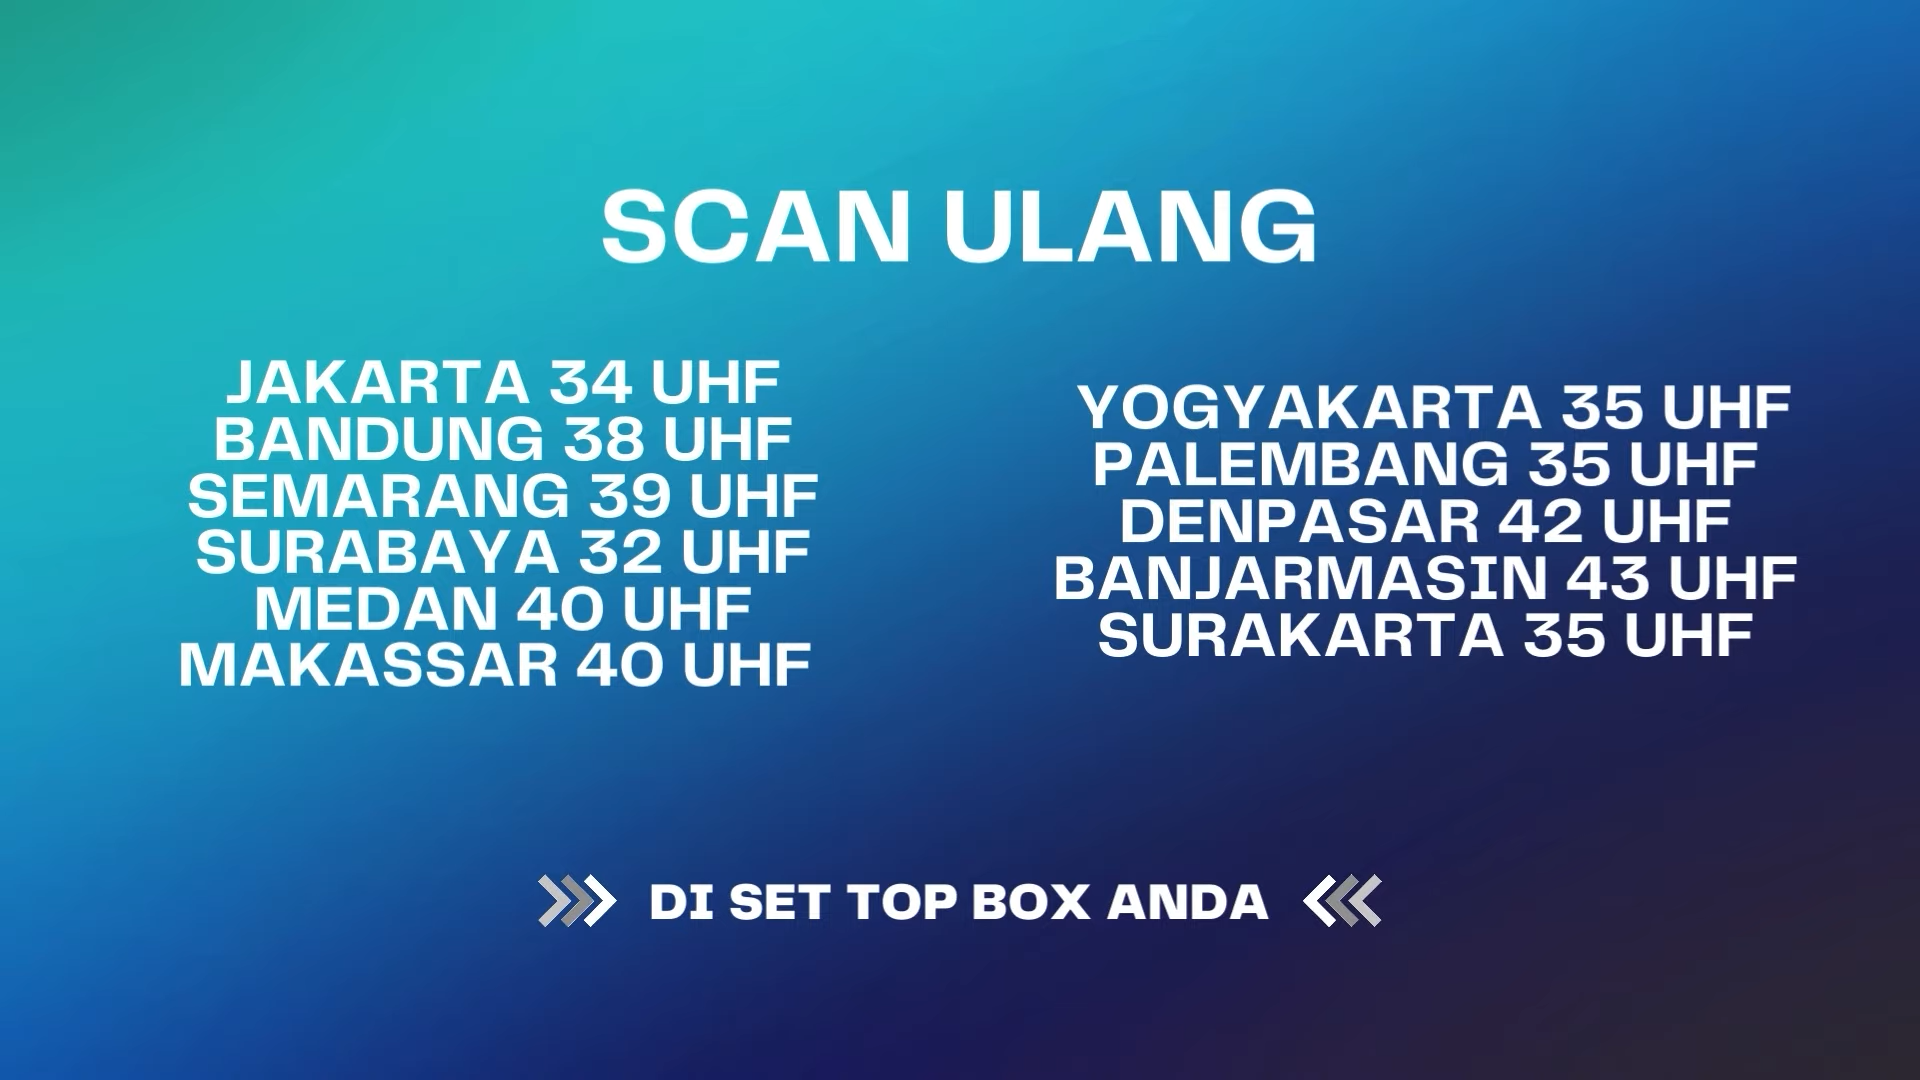 SCAN ULANG
JAKARTA 34 UHF
BANDUNG 38 UHF
SEMARANG 39 UHF
SURABAYA 32 UHF
MEDAN 40 UHF
MAKASSAR 40 UHF
YOGYAKARTA 35 UHF
PALEMBANG 35 UHF
DENPASAR 42 UHF
BANJARMASIN 43 UHF
SURAKARTA 35 UHF
DI SET TOP BOX ANDA